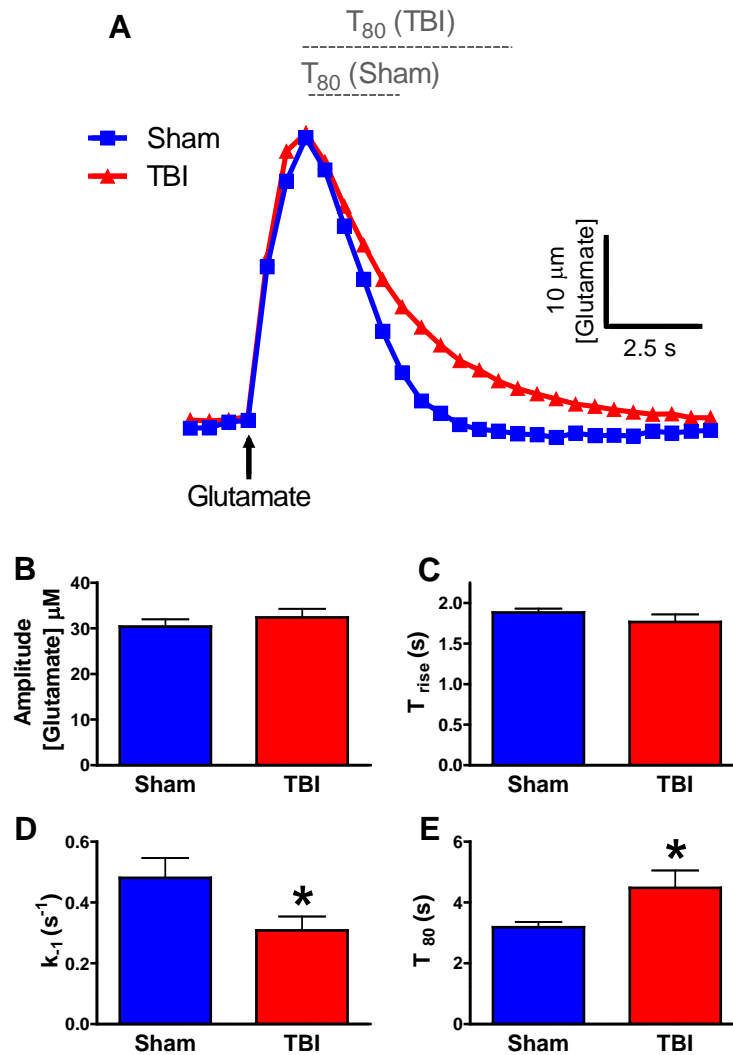 A
T80 (TBI)
T80 (Sham)
Sham
TBI
10 µm
[Glutamate]
2.5 s
Glutamate
B
Amplitude
[Glutamate] µM
40
30
20
10
0
Sham TBI
C
T rise (s)
2.0
1.5
1.0
0.5
0.0
Sham TBI
D
k-1 (s-1)
0.6
0.4
0.2
0.0
Sham TBI
*
E
T 80 (s)
6
4
2
0
Sham TBI
*